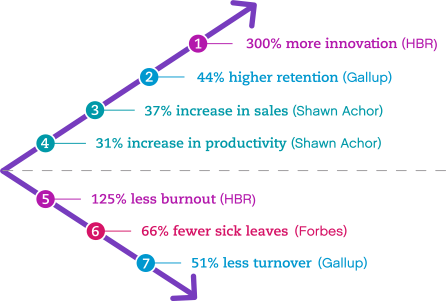 1 300% more innovation (HBR)
2 44% higher retention (Gallup)
3 37% increase in sales (Shawn Achor)
4 31% increase in productivity (Shawn Achor)
5 125% less burnout (HBR)
6 66% fewer sick leaves (Forbes)
7 51% less turnover (Gallup)